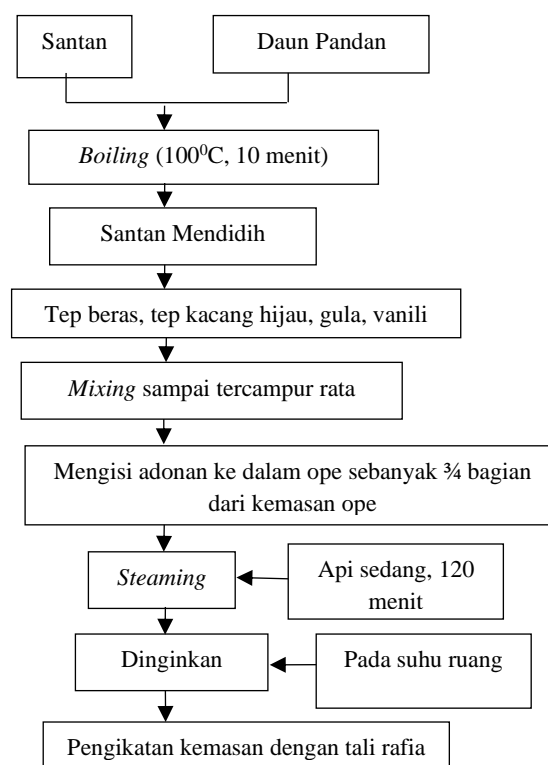 Santan
Daun Pandan
Boiling (100⁰C, 10 menit)
Santan Mendidih
Tep beras, tep kacang hijau, gula, vanili
Mixing sampai tercampur rata
Mengisi adonan ke dalam ope sebanyak ¾ bagian
dari kemasan ope
Steaming
Api sedang, 120
menit
Dinginkan
Pada suhu ruang
Pengikatan kemasan dengan tali rafia